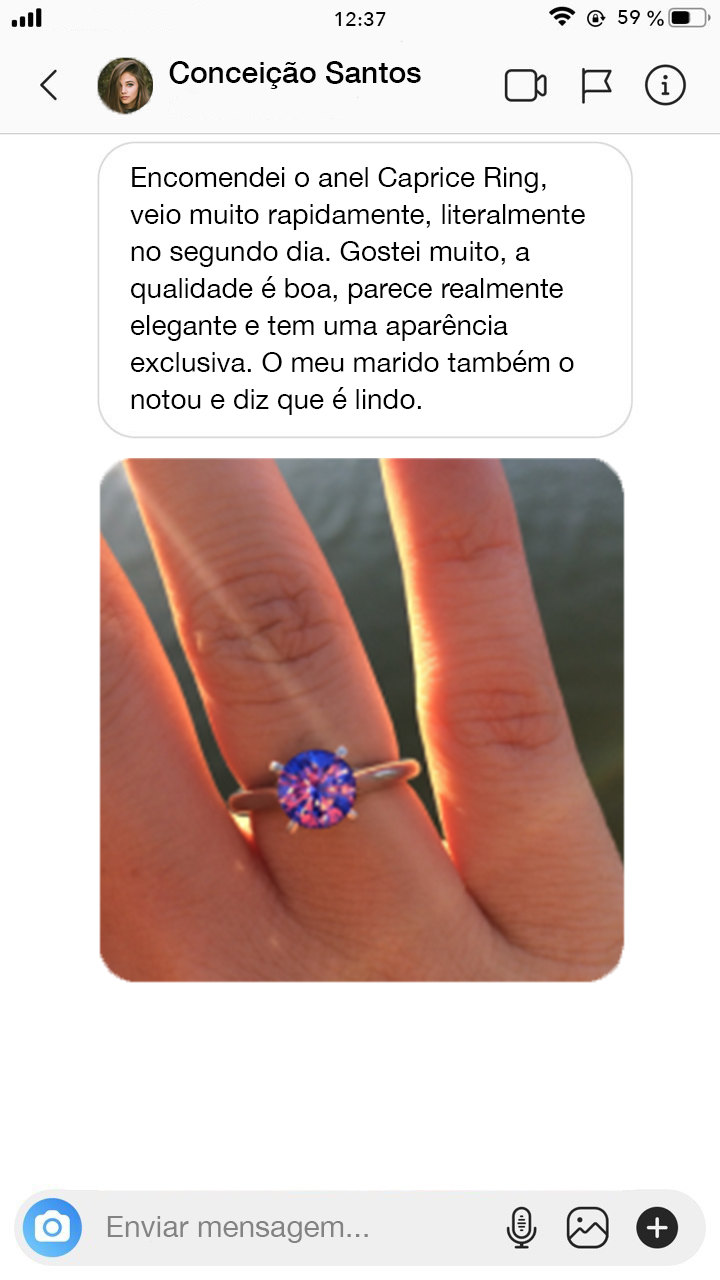 12:37
59 %
Conceição Santos
Encomendei o anel Caprice Ring,
veio muito rapidamente, literalmente
no segundo dia. Gostei muito, a
qualidade é boa, parece realmente
elegante e tem uma aparência
exclusiva. O meu marido também o
notou e diz que é lindo.
Enviar mensagem...